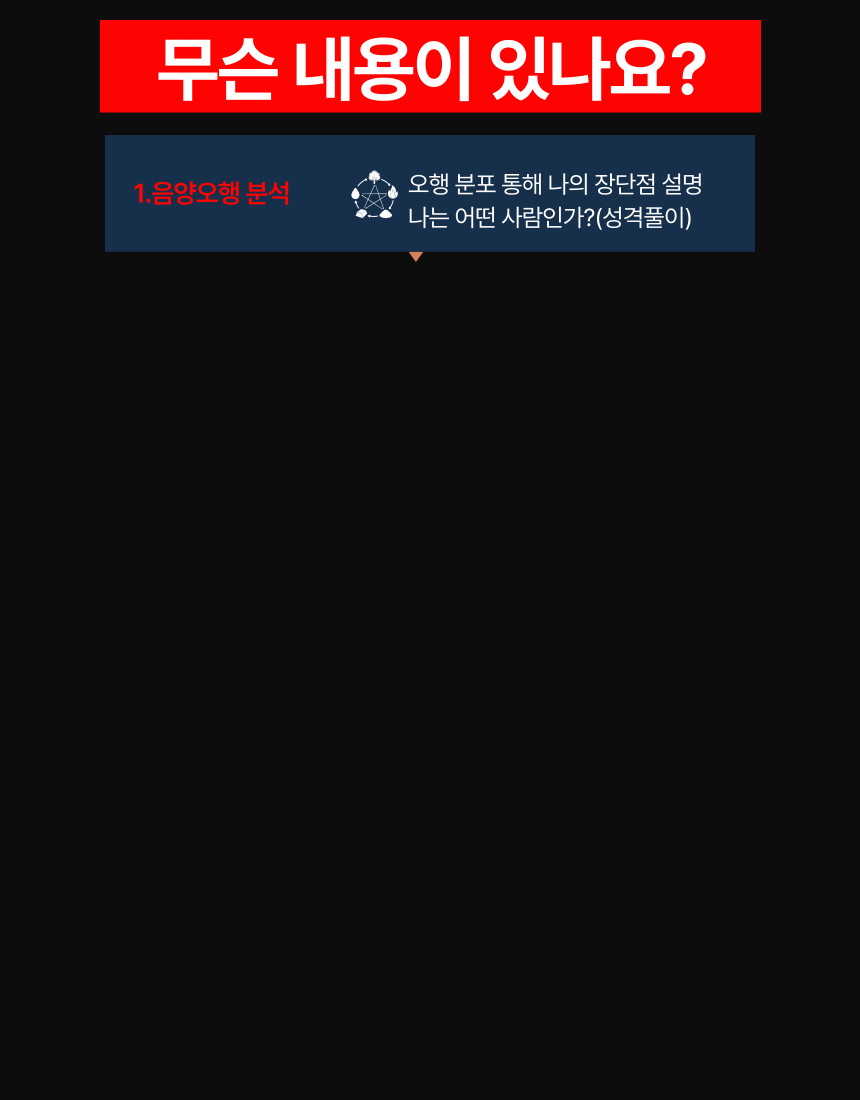 무슨 내용이 있나요?
1.음양오행 분석
오행 분포 통해 나의 장단점 설명
나는 어떤 사람인가?(성격풀이)